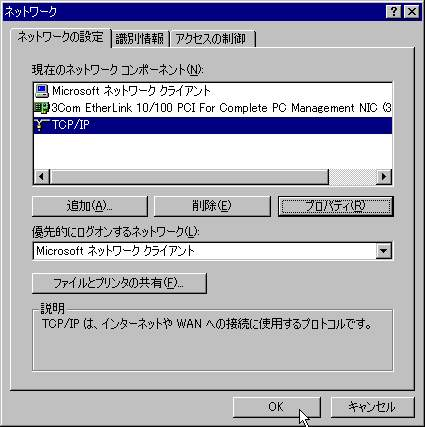 ネットワーク
ネットワークの設定 識別情報 アクセスの制御
現在のネットワーク コンポーネント(N):
Microsoft ネットワーク クライアント
3Com EtherLink 10/100 PCI For Complete PC Management NIC (3
TCP/IP
追加(A)... 削除(E) プロパティ(R)
優先的にログオンするネットワーク(L):
Microsoft ネットワーク クライアント
ファイルとプリンタの共有(F)...
説明
TCP/IP は、インターネットや WAN への接続に使用するプロトコルです。
OK キャンセル